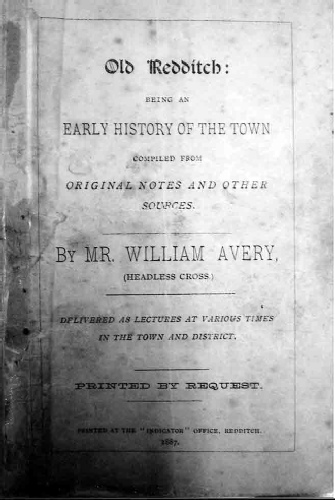 Old Redditch:
BEING AN
EARLY HISTORY OF THE TOWN
COMPILED FROM
ORIGINAL NOTES AND OTHER
SOURCES.
BY MR. WILLIAM AVERY,
(HEADLESS CROSS.)
DELIVERED AS LECTURES AT VARIOUS TIMES
IN THE TOWN AND DISTRICT.
PRINTED BY REQUEST.
PRINTED AT THE "INDICATOR" OFFICE, REDDITCH.
1887.